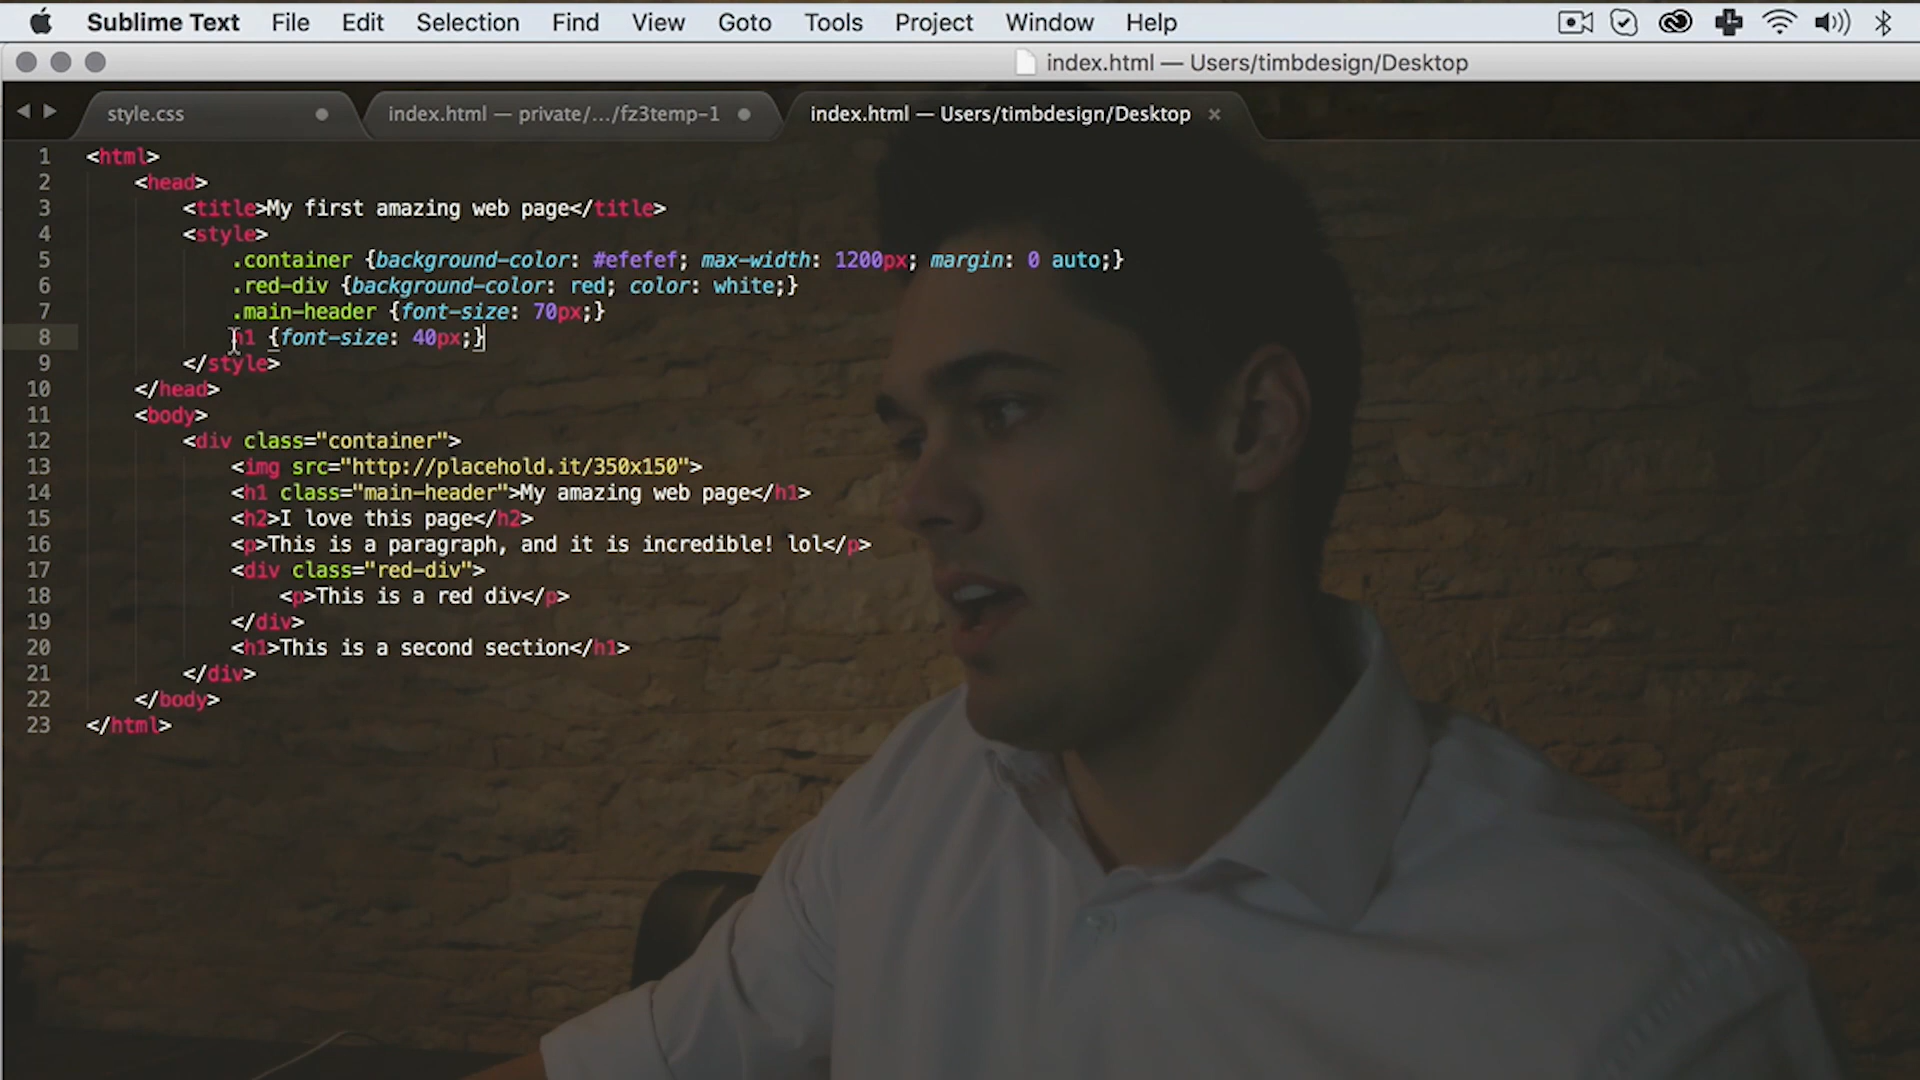 Sublime Text File Edit Selection Find View Goto Tools Project Window Help
index.html — Users/timbdesign/Desktop
style.css index.html — private/.../fz3temp-1 index.html — Users/timbdesign/Desktop
1 <html>
2 <head>
3 <title>My first amazing web page</title>
4 <style>
5 .container {background-color: #efefef; max-width: 1200px; margin: 0 auto;}
6 .red-div {background-color: red; color: white;}
7 .main-header {font-size: 70px;}
8 h1 {font-size: 40px;}
9 </style>
10 </head>
11 <body>
12 <div class="container">
13 <img src="http://placehold.it/350x150">
14 <h1 class="main-header">My amazing web page</h1>
15 <h2>I love this page</h2>
16 <p>This is a paragraph, and it is incredible! lol</p>
17 <div class="red-div">
18 <p>This is a red div</p>
19 </div>
20 <h1>This is a second section</h1>
21 </div>
22 </body>
23 </html>